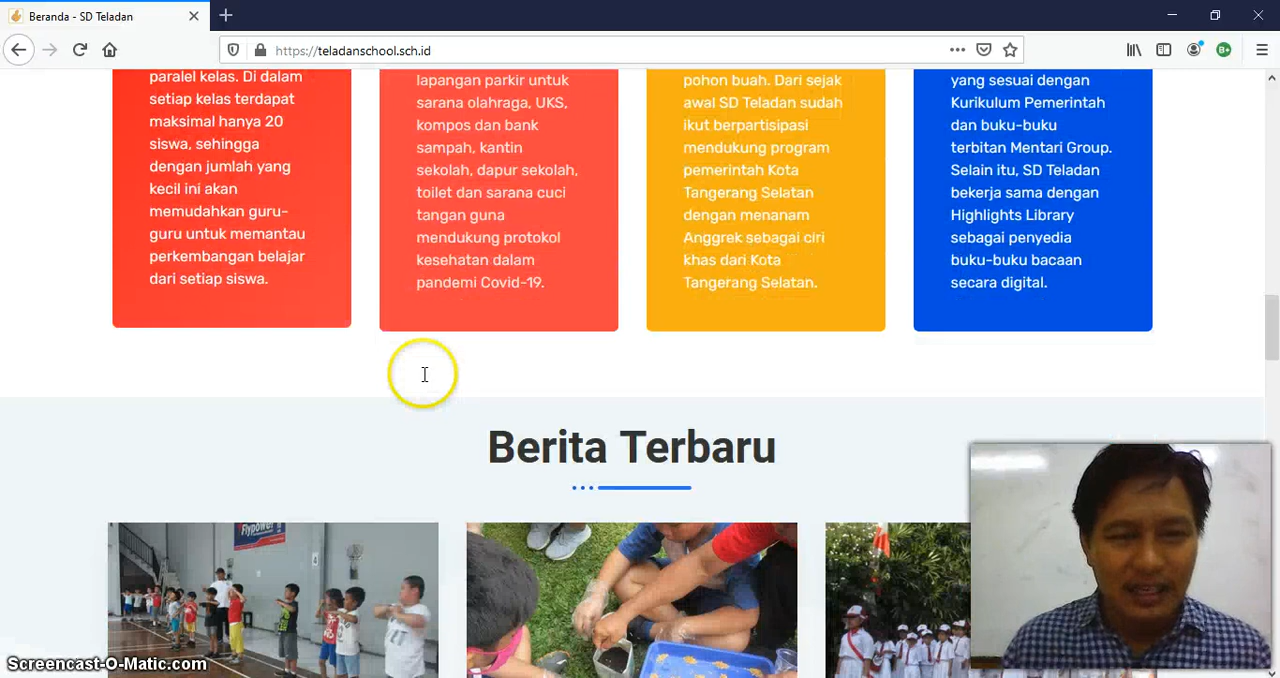 Beranda - SD Teladan
https://teladanschool.sch.id
paralel kelas. Di dalam
setiap kelas terdapat
maksimal hanya 20
siswa, sehingga
dengan jumlah yang
kecil ini akan
memudahkan guru-
guru untuk memantau
perkembangan belajar
dari setiap siswa.
lapangan parkir untuk
sarana olahraga, UKS,
kompos dan bank
sampah, kantin
sekolah, dapur sekolah,
toilet dan sarana cuci
tangan guna
mendukung protokol
kesehatan dalam
pandemi Covid-19.
pohon buah. Dari sejak
awal SD Teladan sudah
ikut berpartisipasi
mendukung program
pemerintah Kota
Tangerang Selatan
dengan menanam
Anggrek sebagai ciri
khas dari Kota
Tangerang Selatan.
yang sesuai dengan
Kurikulum Pemerintah
dan buku-buku
terbitan Mentari Group.
Selain itu, SD Teladan
bekerja sama dengan
Highlights Library
sebagai penyedia
buku-buku bacaan
secara digital.
Berita Terbaru
Flypower
4
Screencast-O-Matic.com